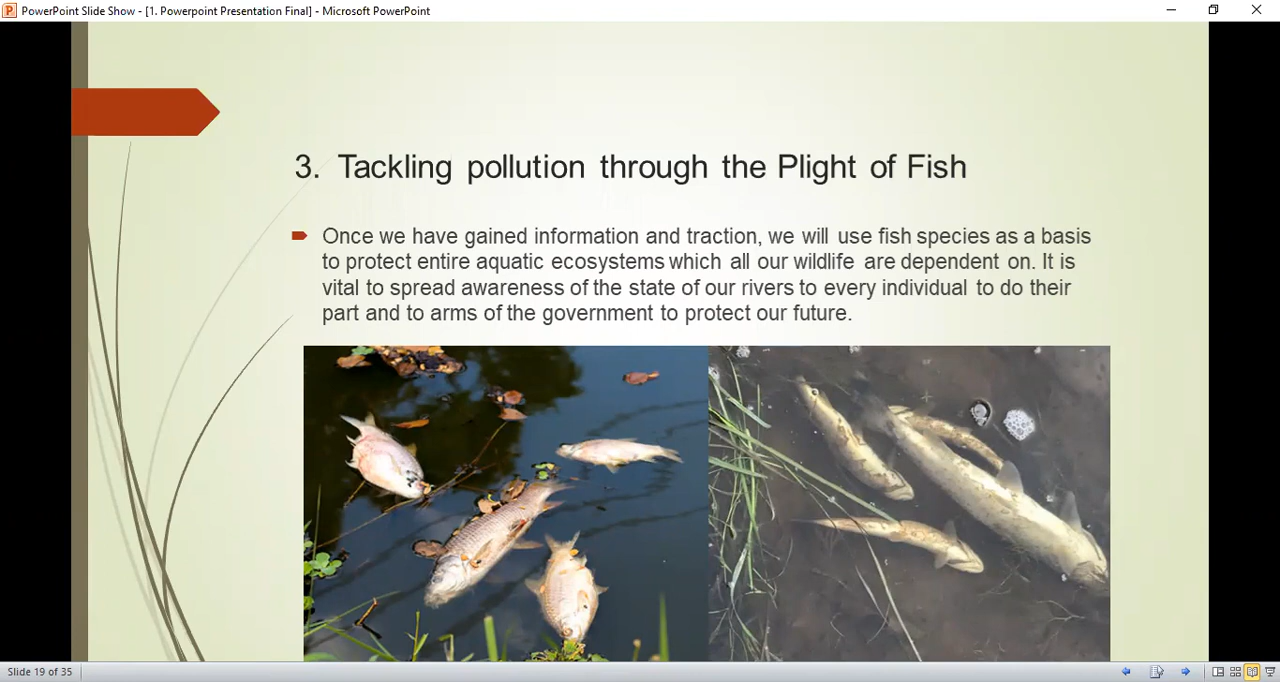 PowerPoint Slide Show - [1. Powerpoint Presentation Final] - Microsoft PowerPoint
3. Tackling pollution through the Plight of Fish
Once we have gained information and traction, we will use fish species as a basis
to protect entire aquatic ecosystems which all our wildlife are dependent on. It is
vital to spread awareness of the state of our rivers to every individual to do their
part and to arms of the government to protect our future.
Slide 19 of 35